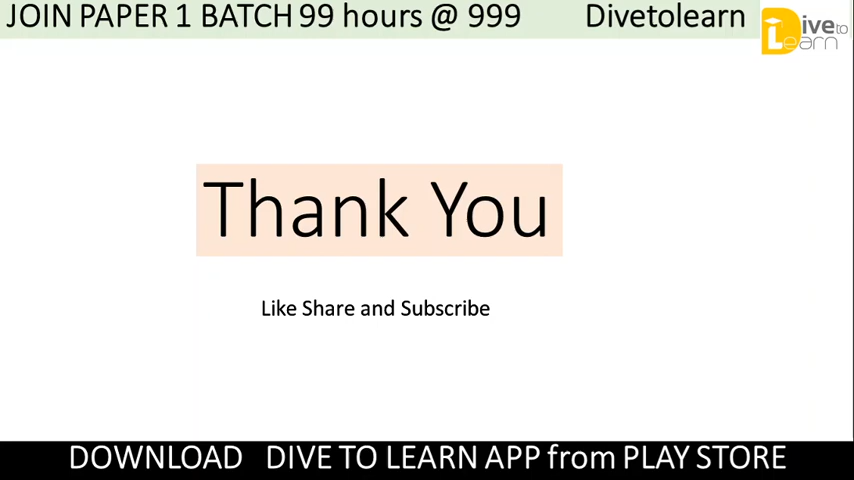 JOIN PAPER 1 BATCH 99 hours @ 999 Divetolearn
Dive to
Learn
Thank You
Like Share and Subscribe
DOWNLOAD DIVE TO LEARN APP from PLAY STORE